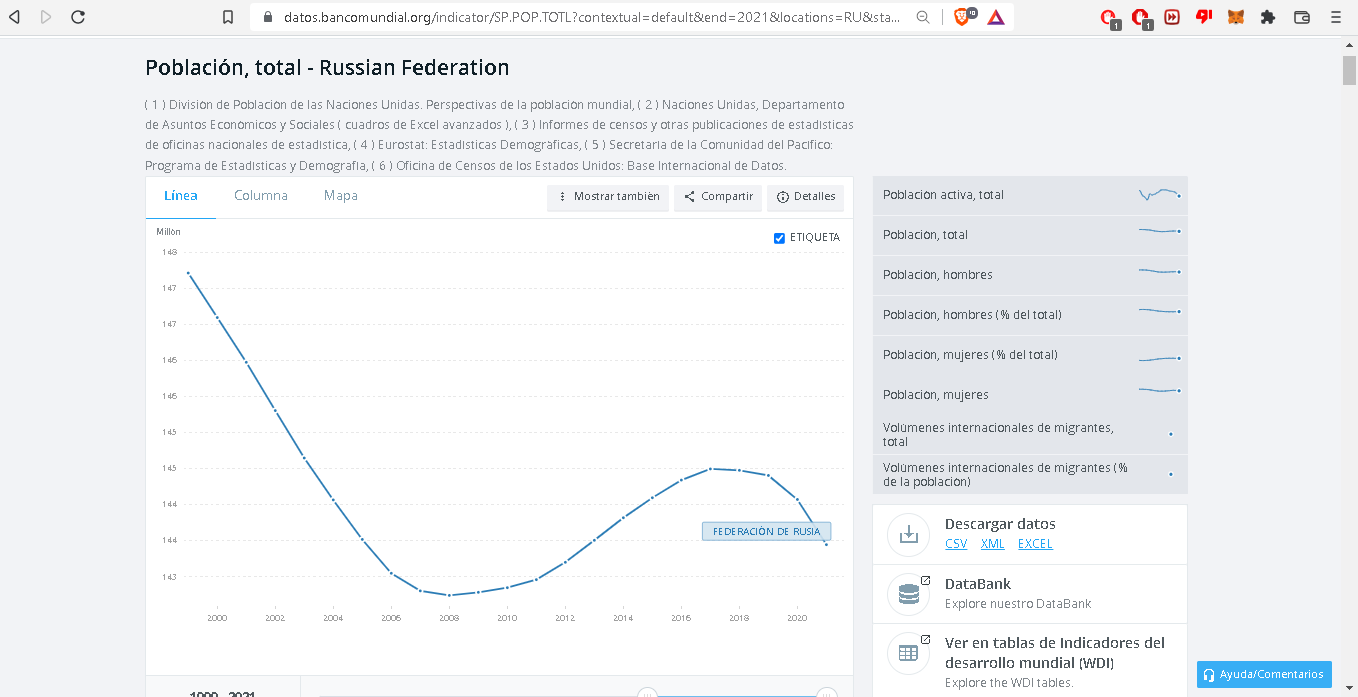 datos.bancomundial.org/indicator/SP.POP.TOTL?contextual=default&end=2021&locations=RU&sta...
Población, total - Russian Federation
( 1 ) División de Población de las Naciones Unidas. Perspectivas de la población mundial, ( 2 ) Naciones Unidas, Departamento
de Asuntos Económicos y Sociales ( cuadros de Excel avanzados ), ( 3 ) Informes de censos y otras publicaciones de estadísticas
de oficinas nacionales de estadística, ( 4 ) Eurostat: Estadísticas Demográficas, ( 5 ) Secretaría de la Comunidad del Pacífico:
Programa de Estadísticas y Demografía, ( 6 ) Oficina de Censos de los Estados Unidos: Base Internacional de Datos.
Línea Columna Mapa Mostrar también Compartir Detalles
Millón
ETIQUETA
148
147
147
146
146
145
145
144
144
143
FEDERACIÓN DE RUSIA
2000 2002 2004 2006 2008 2010 2012 2014 2016 2018 2020
1999 - 2021
Población activa, total
Población, total
Población, hombres
Población, hombres (% del total)
Población, mujeres (% del total)
Población, mujeres
Volúmenes internacionales de migrantes,
total
Volúmenes internacionales de migrantes (%
de la población)
Descargar datos
CSV XML EXCEL
DataBank
Explore nuestro DataBank
Ver en tablas de Indicadores del
desarrollo mundial (WDI)
Explore the WDI tables.
Ayuda/Comentarios